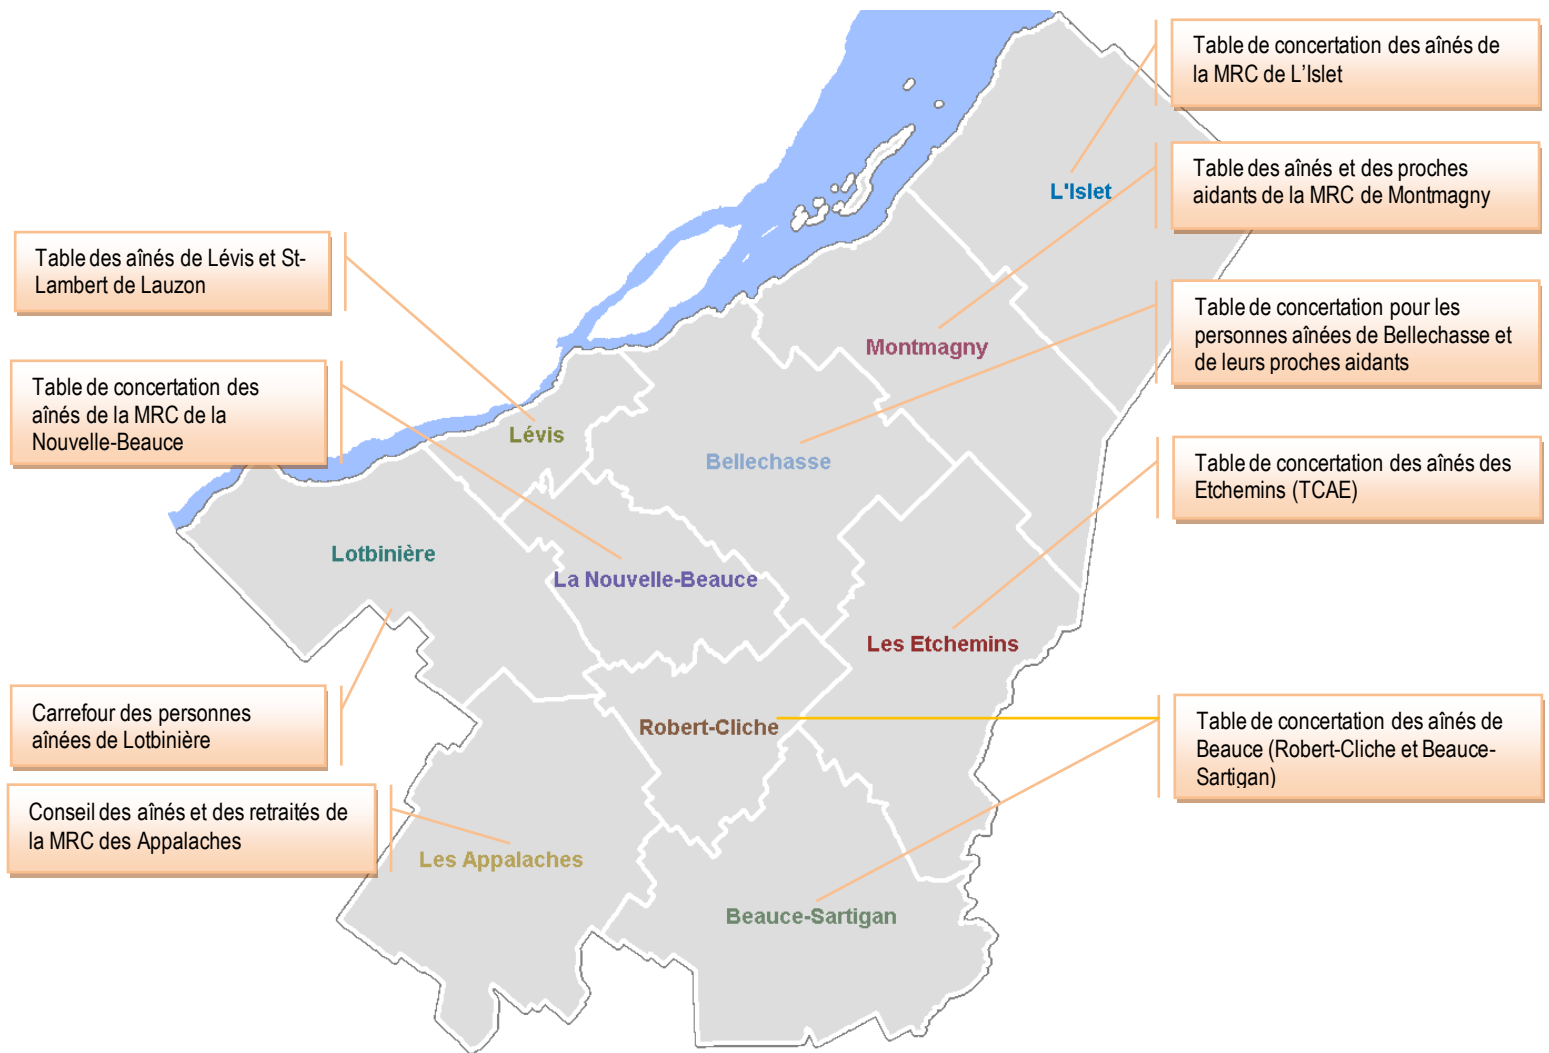 Table de concertation des aînés de
la MRC de L’Islet
Table des aînés et des proches
aidants de la MRC de Montmagny
L'Islet
Table des aînés de Lévis et St-
Lambert de Lauzon
Table de concertation pour les
personnes aînées de Bellechasse et
de leurs proches aidants
Montmagny
Table de concertation des
aînés de la MRC de la
Nouvelle-Beauce
Lévis
Bellechasse
Table de concertation des aînés des
Etchemins (TCAE)
Lotbinière
La Nouvelle-Beauce
Les Etchemins
Carrefour des personnes
aînées de Lotbinière
Robert-Cliche
Table de concertation des aînés de
Beauce (Robert-Cliche et Beauce-
Sartigan)
Conseil des aînés et des retraités de
la MRC des Appalaches
Les Appalaches
Beauce-Sartigan